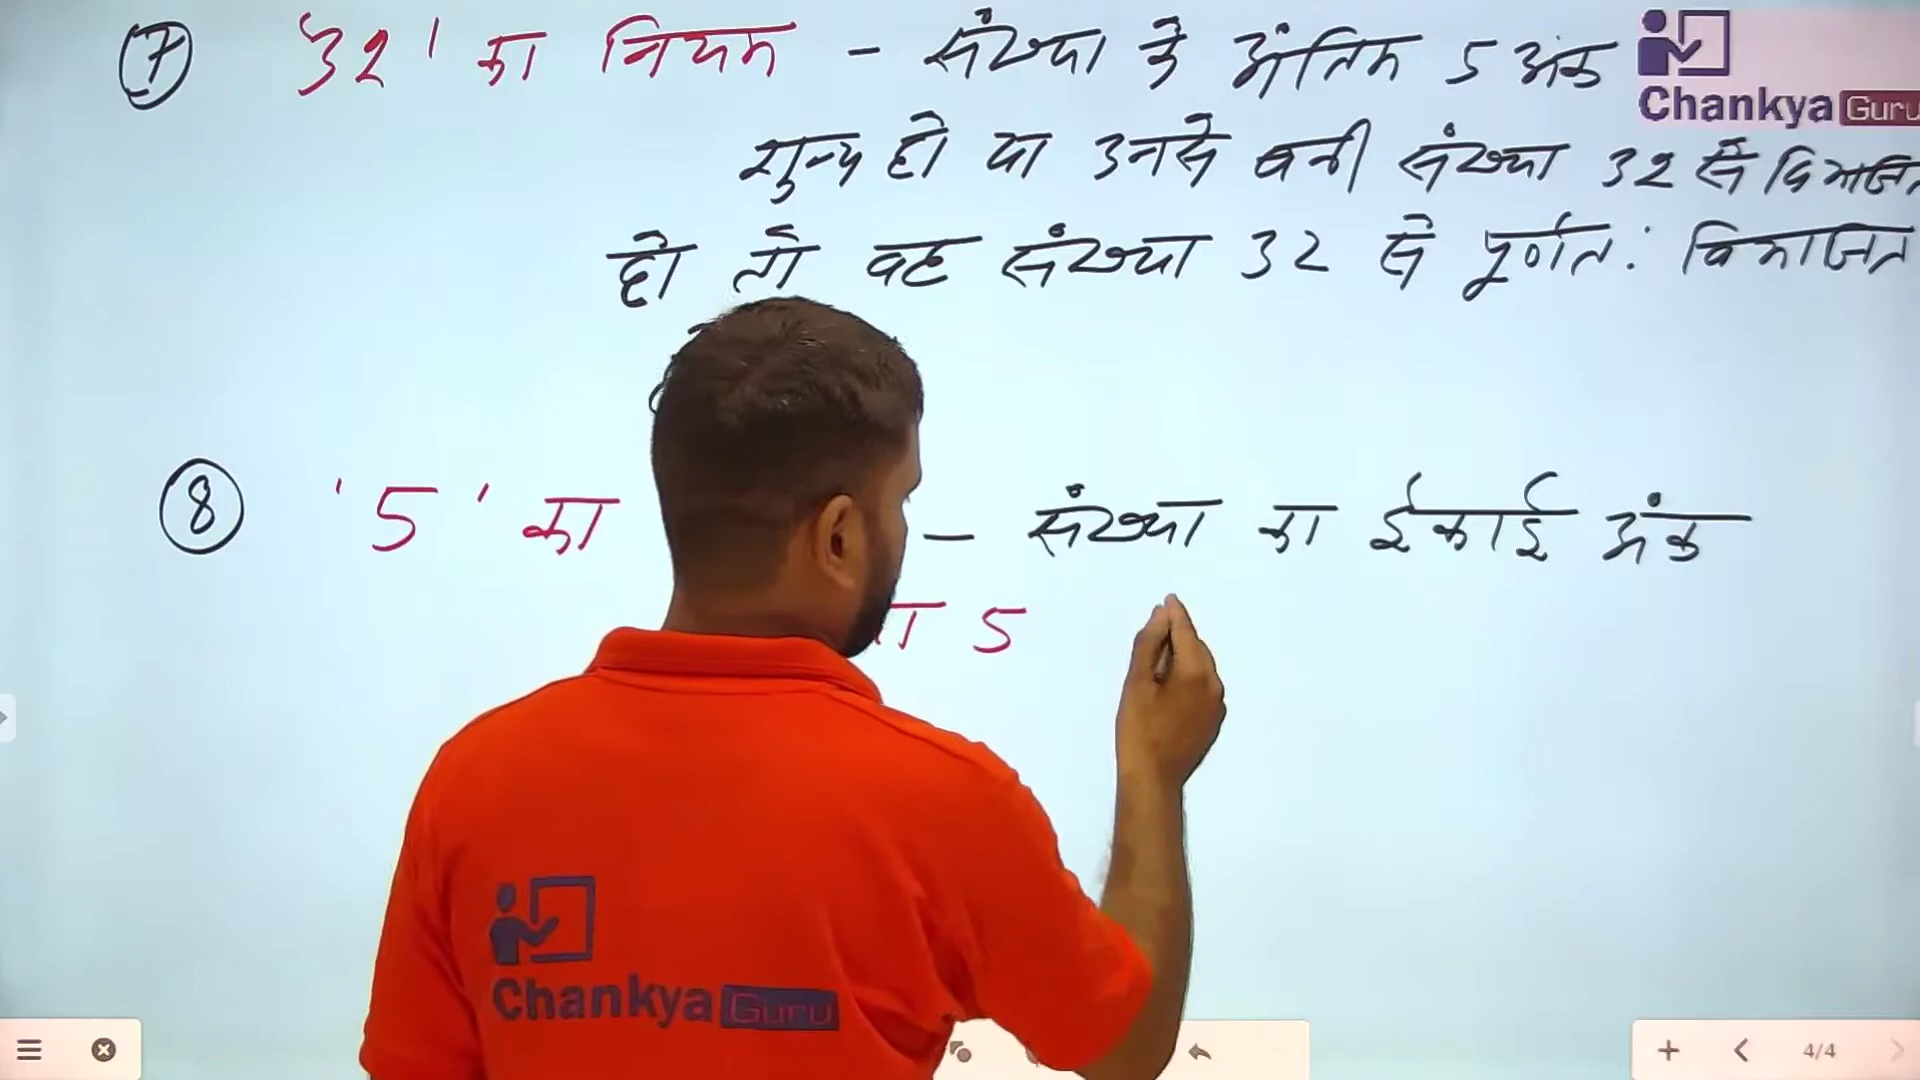 7 '32' का नियम - संख्या के अंतिम 5 अंक
शुन्य हो या उनसे बनी संख्या 32 से विभाजित
हो तो वह संख्या 32 से पूर्णत: विभाजित
8 '5' का - संख्या का ईकाई अंक
5
Chankya Guru
Chankya Guru
4/4